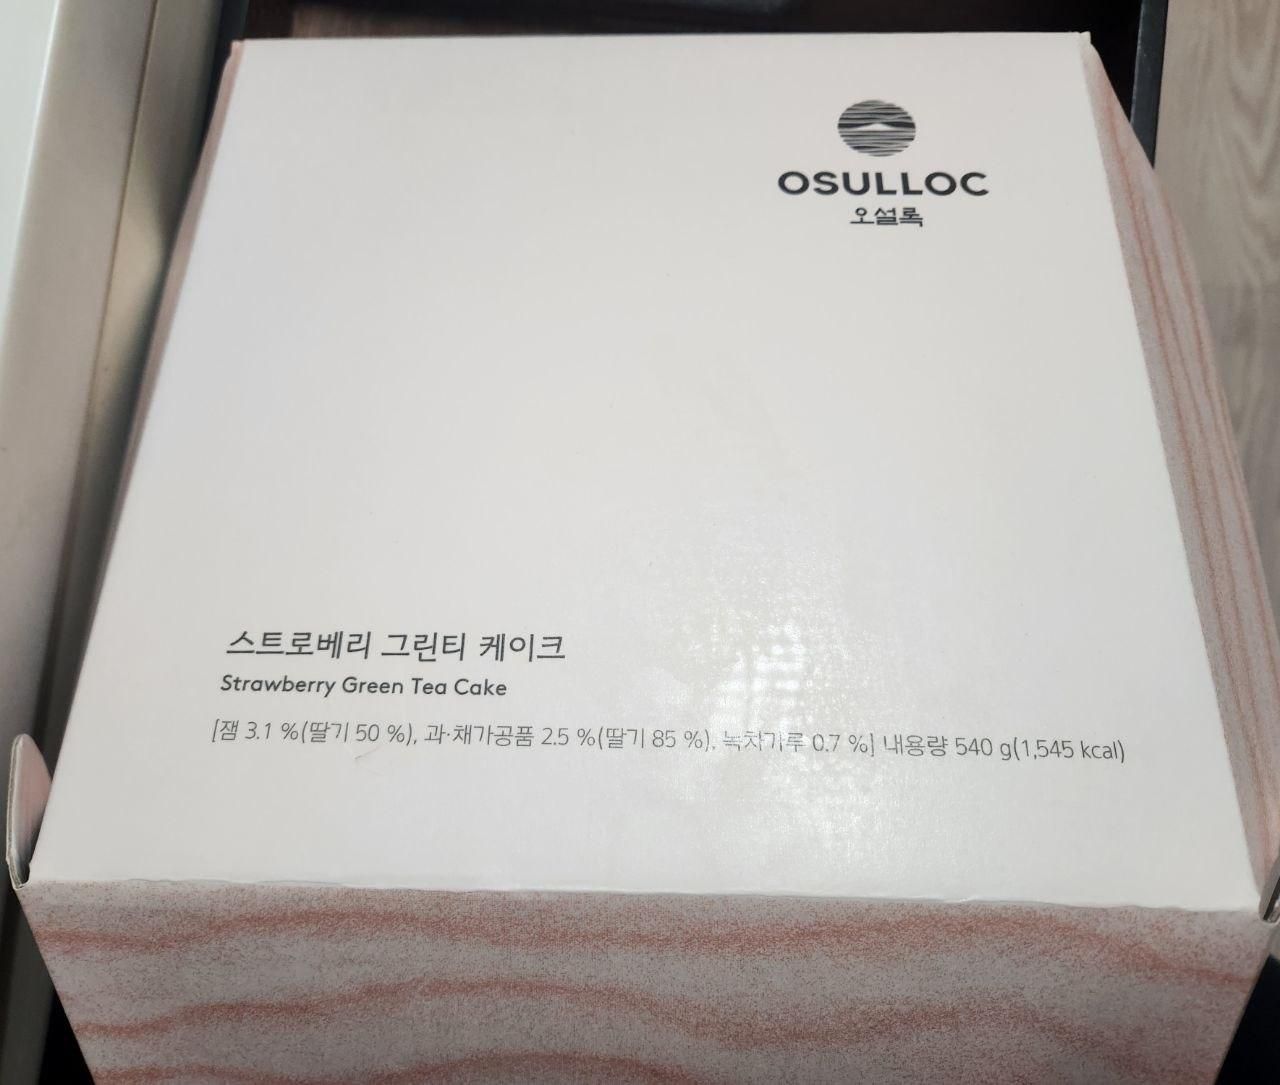 OSULLOC
오설록
스트로베리 그린티 케이크
Strawberry Green Tea Cake
[잼 3.1 %(딸기 50 %), 과·채가공품 2.5 %(딸기 85 %), 녹차가루 0.7 %] 내용량 540 g(1,545 kcal)